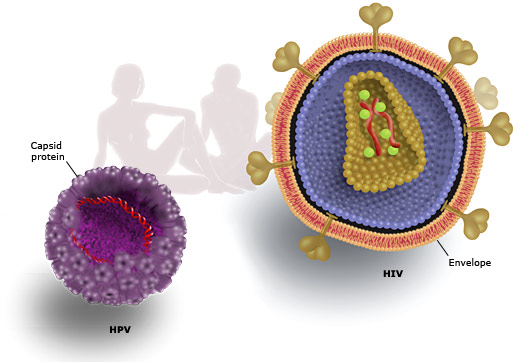 Capsid
protein
HPV
HIV
Envelope